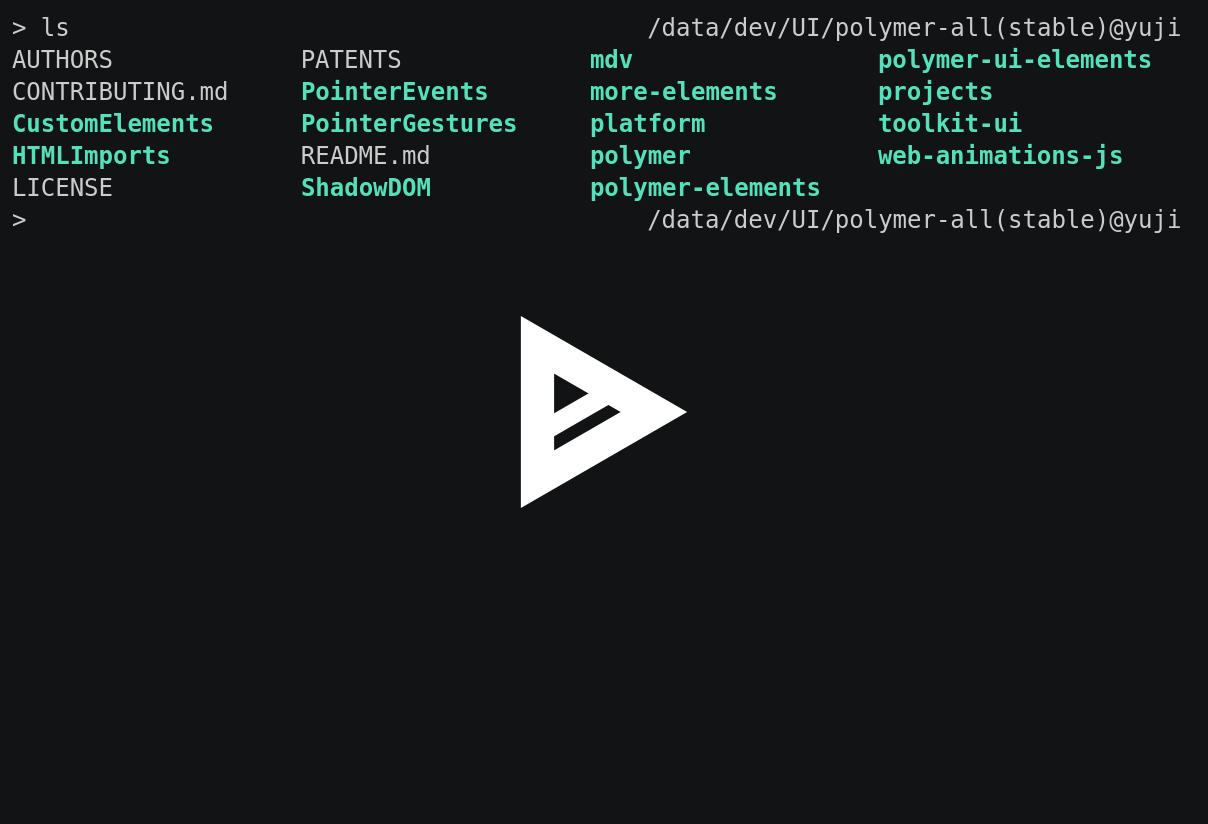 > ls /data/dev/UI/polymer-all(stable)@yuji
AUTHORS PATENTS mdv polymer-ui-elements
CONTRIBUTING.md PointerEvents more-elements projects
CustomElements PointerGestures platform toolkit-ui
HTMLImports README.md polymer web-animations-js
LICENSE ShadowDOM polymer-elements
> /data/dev/UI/polymer-all(stable)@yuji